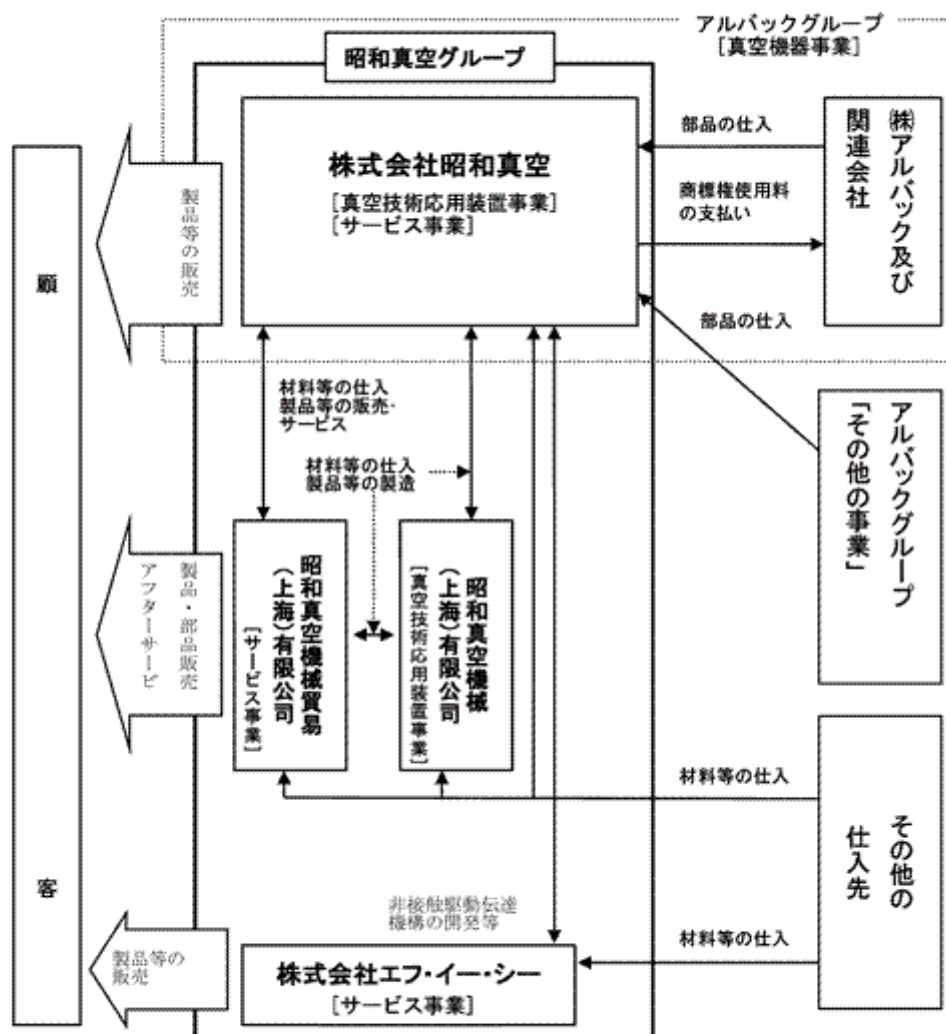 アルバックグループ
[真空機器事業]
昭和真空グループ
株式会社昭和真空
[真空技術応用装置事業]
[サービス事業]
部品の仕入
商標権使用料
の支払い
㈱アルバック及び
関連会社
製品等の販売
顧
客
部品の仕入
アルバックグループ
「その他の事業」
材料等の仕入
製品等の販売・
サービス
材料等の仕入
製品等の製造
昭和真空機械貿易
(上海)有限公司
[サービス事業]
昭和真空機械
(上海)有限公司
[真空技術応用装置事業]
製品・部品販売
アフターサービ
材料等の仕入
その他の
仕入先
非接触駆動伝達
機構の開発等
材料等の仕入
製品等の
販売
株式会社エフ・イー・シー
[サービス事業]